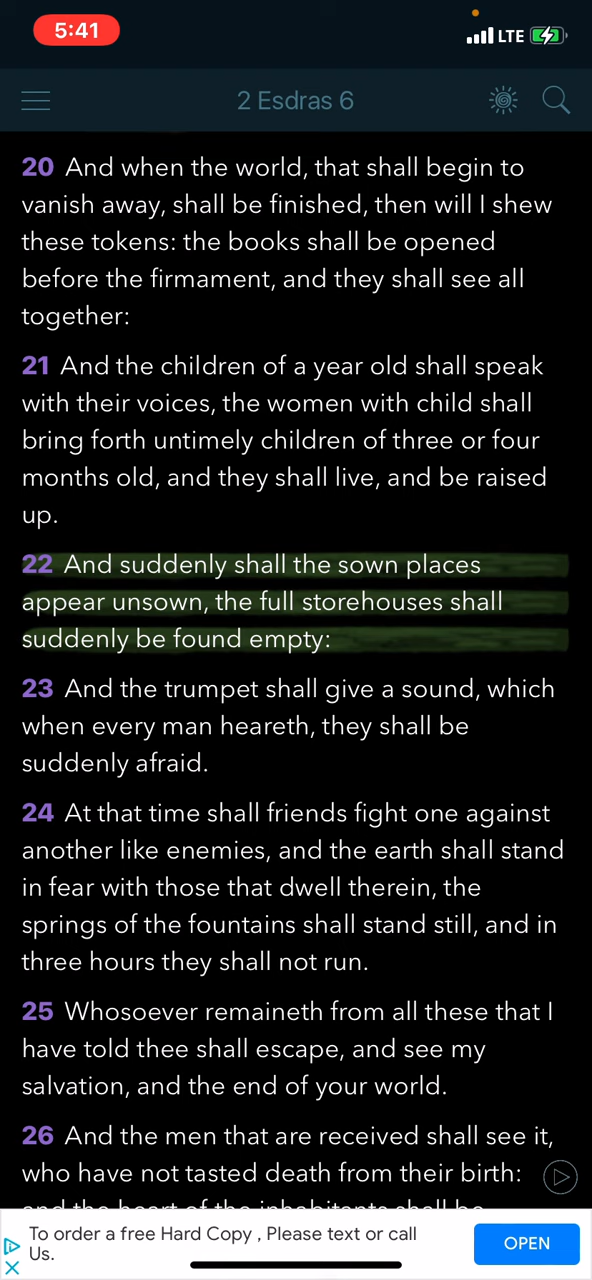 5:41
LTE
2 Esdras 6
20 And when the world, that shall begin to
vanish away, shall be finished, then will I shew
these tokens: the books shall be opened
before the firmament, and they shall see all
together:
21 And the children of a year old shall speak
with their voices, the women with child shall
bring forth untimely children of three or four
months old, and they shall live, and be raised
up.
22 And suddenly shall the sown places
appear unsown, the full storehouses shall
suddenly be found empty:
23 And the trumpet shall give a sound, which
when every man heareth, they shall be
suddenly afraid.
24 At that time shall friends fight one against
another like enemies, and the earth shall stand
in fear with those that dwell therein, the
springs of the fountains shall stand still, and in
three hours they shall not run.
25 Whosoever remaineth from all these that I
have told thee shall escape, and see my
salvation, and the end of your world.
26 And the men that are received shall see it,
who have not tasted death from their birth:
and the heart of the inhabitants shall be
To order a free Hard Copy , Please text or call
Us.
OPEN